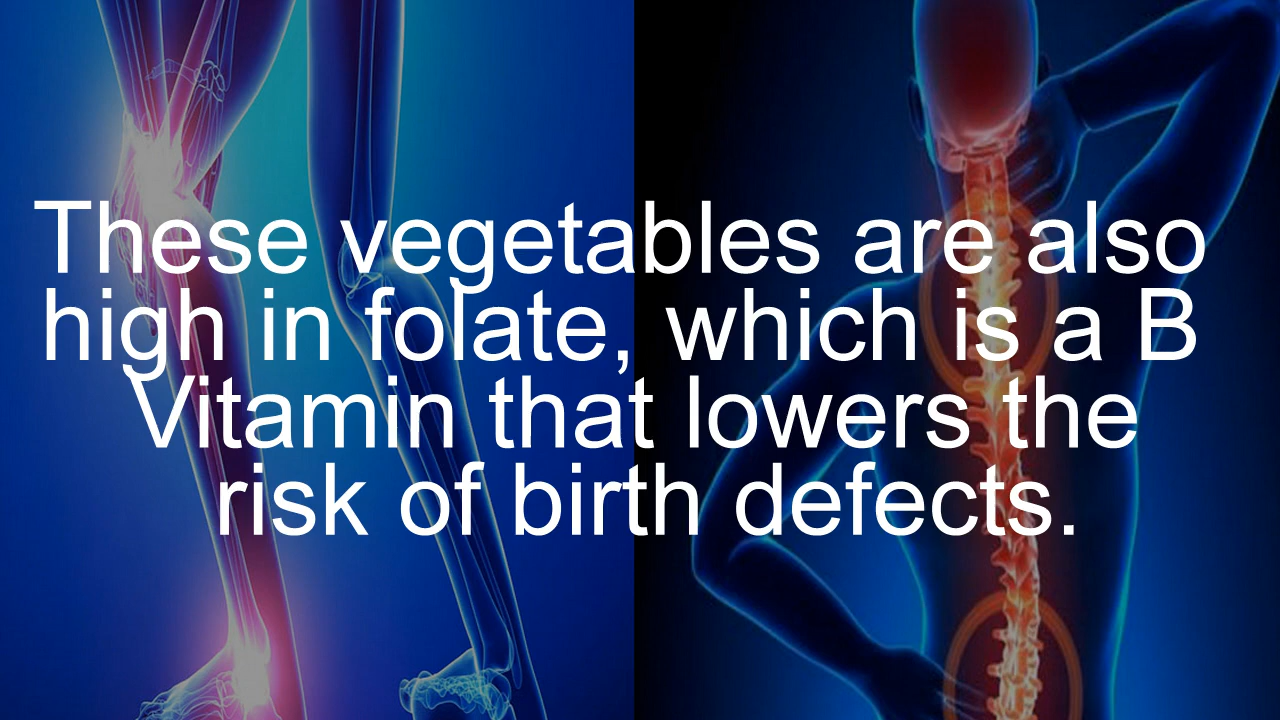 These vegetables are also
high in folate, which is a B
Vitamin that lowers the
risk of birth defects.